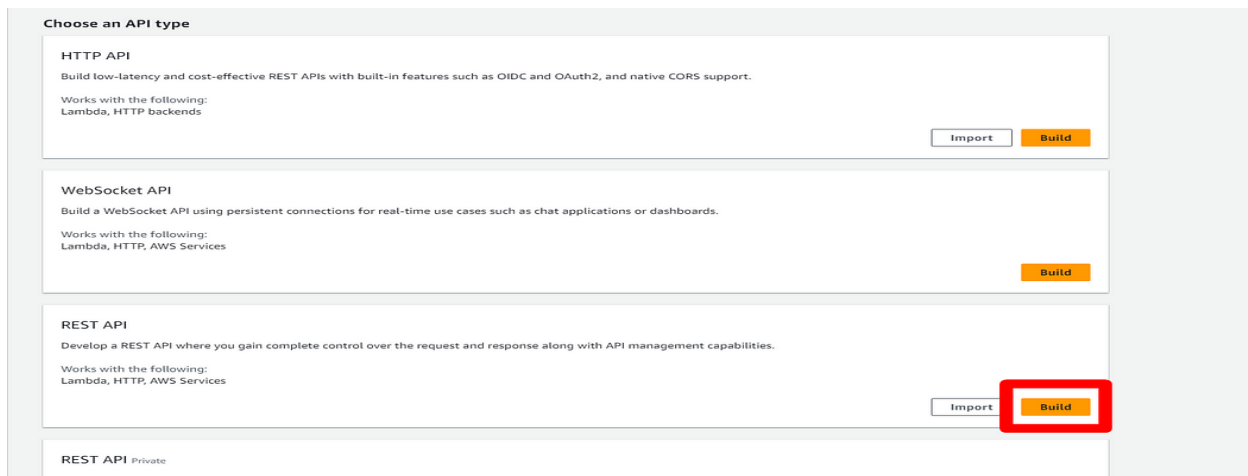 Choose an API type
HTTP API
Build low-latency and cost-effective REST APIs with built-in features such as OIDC and OAuth2, and native CORS support.
Works with the following:
Lambda, HTTP backends
Import Build
WebSocket API
Build a WebSocket API using persistent connections for real-time use cases such as chat applications or dashboards.
Works with the following:
Lambda, HTTP, AWS Services
Build
REST API
Develop a REST API where you gain complete control over the request and response along with API management capabilities.
Works with the following:
Lambda, HTTP, AWS Services
Import Build
REST API Private